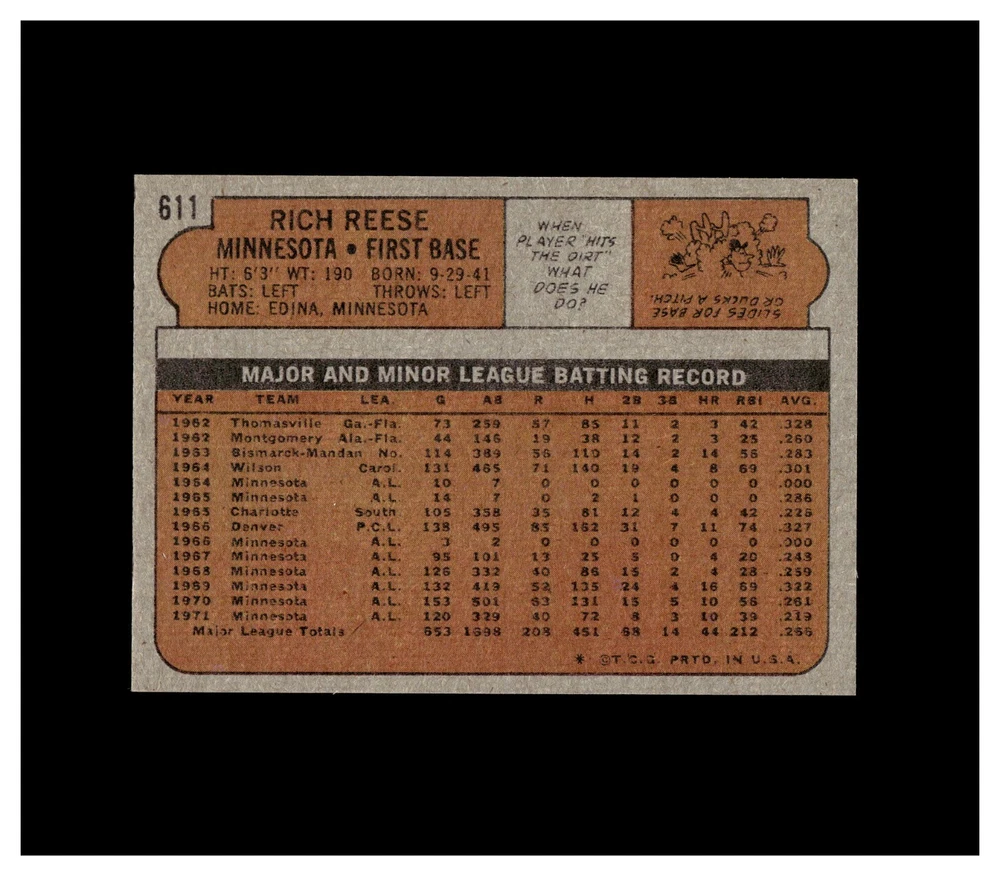 611
RICH REESE
MINNESOTA • FIRST BASE
HT: 6'3" WT: 190 BORN: 9-29-41
BATS: LEFT THROWS: LEFT
HOME: EDINA, MINNESOTA
WHEN
PLAYER "HITS
THE DIRT"
WHAT
DOES HE
DO?
SLIDES FOR BASE
OR DUCKS A PITCH.
MAJOR AND MINOR LEAGUE BATTING RECORD
YEAR TEAM LEA. G AB R H 2B 3B HR RBI AVG.
1962 Thomasville Ga.-Fla. 73 259 57 85 11 2 3 42 .328
1962 Montgomery Ala.-Fla. 44 146 19 38 12 2 3 25 .260
1963 Bismarck-Mandan No. 114 389 56 110 14 2 14 56 .283
1964 Wilson Carol. 131 465 71 140 19 4 8 69 .301
1964 Minnesota A.L. 10 7 0 0 0 0 0 0 .000
1965 Minnesota A.L. 14 7 0 2 1 0 0 0 .286
1965 Charlotte South. 105 358 35 81 12 4 4 42 .226
1966 Denver P.C.L. 138 495 85 162 31 7 11 74 .327
1966 Minnesota A.L. 3 2 0 0 0 0 0 0 .000
1967 Minnesota A.L. 95 101 13 25 5 0 4 20 .248
1968 Minnesota A.L. 126 332 40 86 15 2 4 28 .259
1969 Minnesota A.L. 132 419 52 135 24 4 16 69 .322
1970 Minnesota A.L. 153 501 63 131 15 5 10 56 .261
1971 Minnesota A.L. 120 329 40 72 8 3 10 39 .219
Major League Totals 653 1698 208 451 68 14 44 212 .266
* ©T.C.G. PRTD. IN U.S.A.